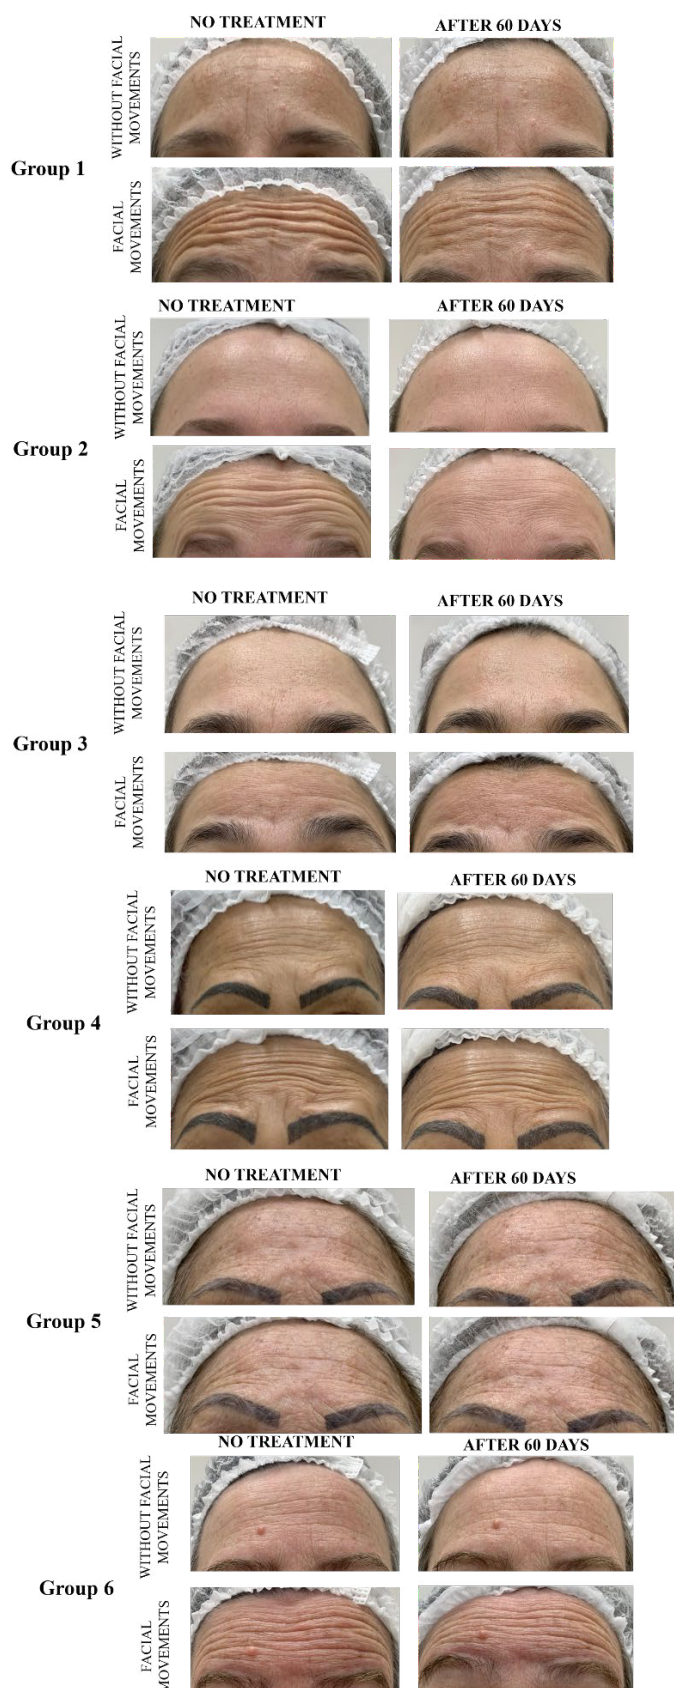 NO TREATMENT
AFTER 60 DAYS
Group 1
WITHOUT FACIAL
MOVEMENTS
FACIAL
MOVEMENTS
NO TREATMENT
AFTER 60 DAYS
Group 2
WITHOUT FACIAL
MOVEMENTS
FACIAL
MOVEMENTS
NO TREATMENT
AFTER 60 DAYS
Group 3
WITHOUT FACIAL
MOVEMENTS
FACIAL
MOVEMENTS
NO TREATMENT
AFTER 60 DAYS
Group 4
WITHOUT FACIAL
MOVEMENTS
FACIAL
MOVEMENTS
NO TREATMENT
AFTER 60 DAYS
Group 5
WITHOUT FACIAL
MOVEMENTS
FACIAL
MOVEMENTS
NO TREATMENT
AFTER 60 DAYS
Group 6
WITHOUT FACIAL
MOVEMENTS
FACIAL
MOVEMENTS